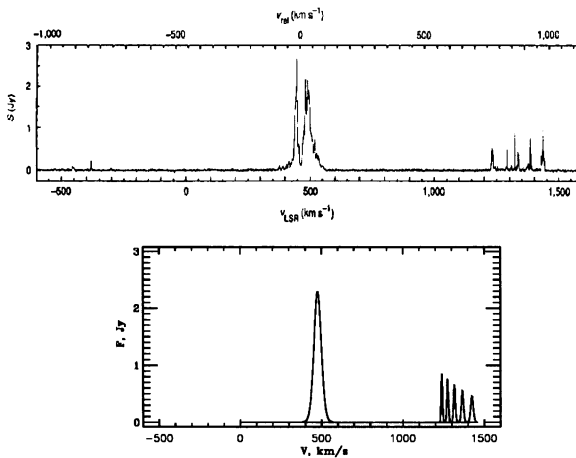 v_rel (km s⁻¹)
−1,000 −500 0 500 1,000
3
2
1
0
S (Jy)
−500 0 500 1,000 1,500
v_LSR (km s⁻¹)
3
2
1
0
F, Jy
−500 0 500 1000 1500
V, km/s